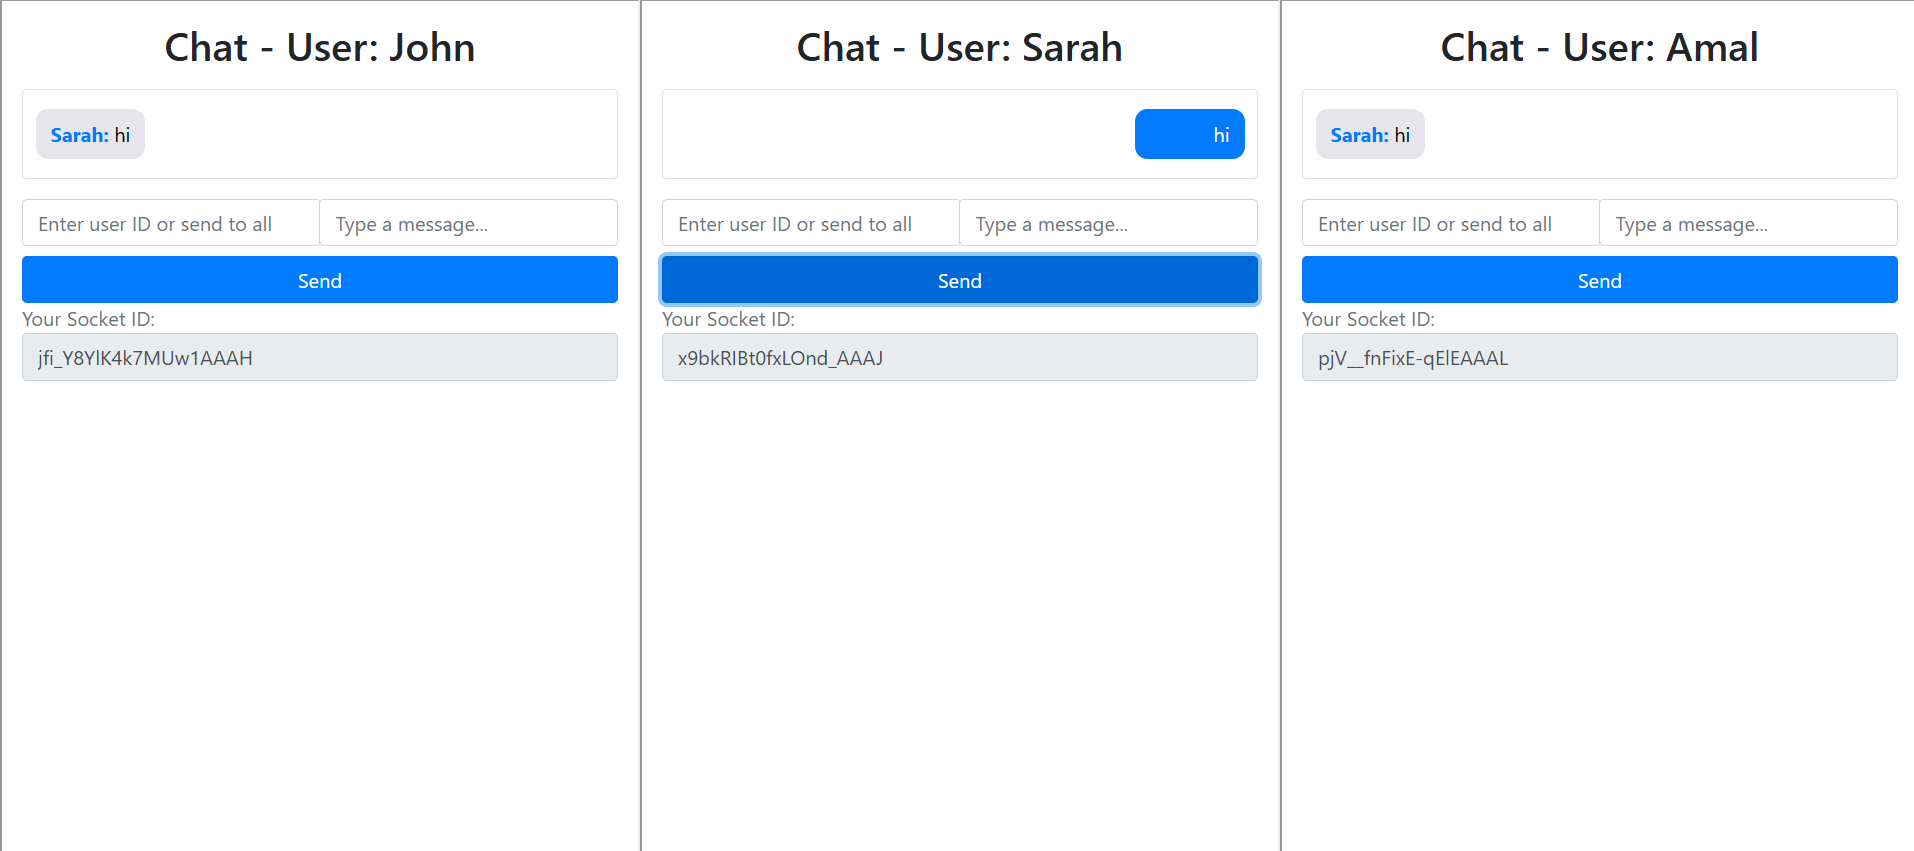 Chat - User: John
Sarah: hi
Enter user ID or send to all
Type a message...
Send
Your Socket ID:
jfi_Y8YlK4k7MUw1AAAH
Chat - User: Sarah
hi
Enter user ID or send to all
Type a message...
Send
Your Socket ID:
x9bkRIBt0fxLOnd_AAAJ
Chat - User: Amal
Sarah: hi
Enter user ID or send to all
Type a message...
Send
Your Socket ID:
pjV__fnFixE-qElEAAAL